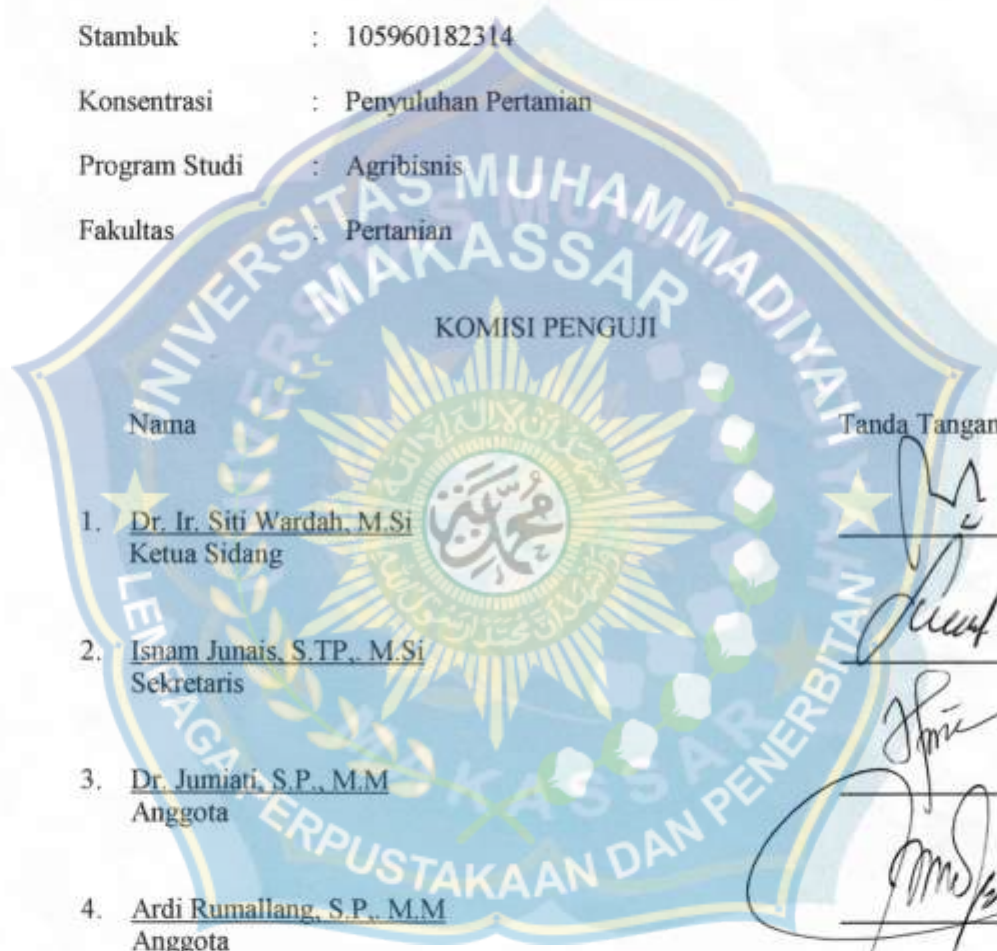 Stambuk : 105960182314
Konsentrasi : Penyuluhan Pertanian
Program Studi : Agribisnis
Fakultas : Pertanian
UNIVERSITAS MUHAMMADIYAH
MAKASSAR
KOMISI PENGUJI
Nama Tanda Tangan
1. Dr. Ir. Siti Wardah, M.Si
Ketua Sidang
2. Isnam Junais, S.TP,. M.Si
Sekretaris
3. Dr. Jumiati, S.P., M.M
Anggota
4. Ardi Rumallang, S.P,. M.M
Anggota
LEMBAGA PERPUSTAKAAN DAN PENERBITAN
MAKASSAR